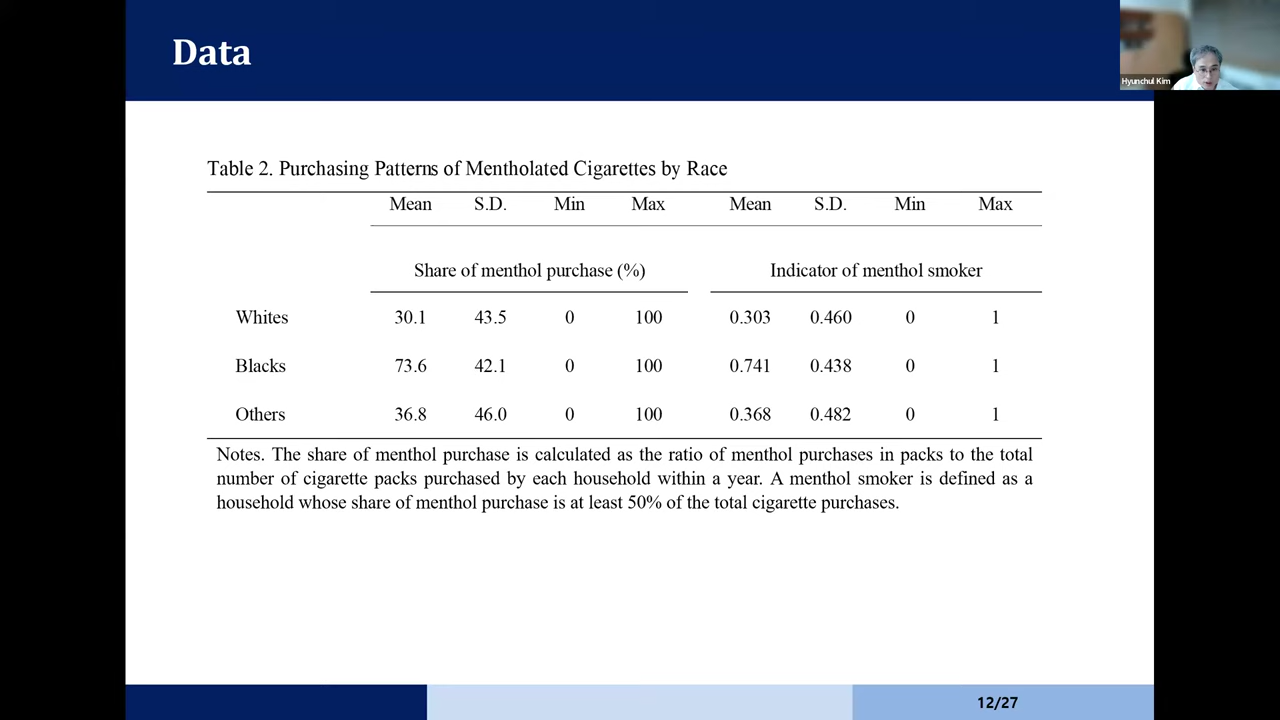 Data
Hyunchul Kim
Table 2. Purchasing Patterns of Mentholated Cigarettes by Race
Mean S.D. Min Max Mean S.D. Min Max
Share of menthol purchase (%) Indicator of menthol smoker
Whites 30.1 43.5 0 100 0.303 0.460 0 1
Blacks 73.6 42.1 0 100 0.741 0.438 0 1
Others 36.8 46.0 0 100 0.368 0.482 0 1
Notes. The share of menthol purchase is calculated as the ratio of menthol purchases in packs to the total
number of cigarette packs purchased by each household within a year. A menthol smoker is defined as a
household whose share of menthol purchase is at least 50% of the total cigarette purchases.
12/27